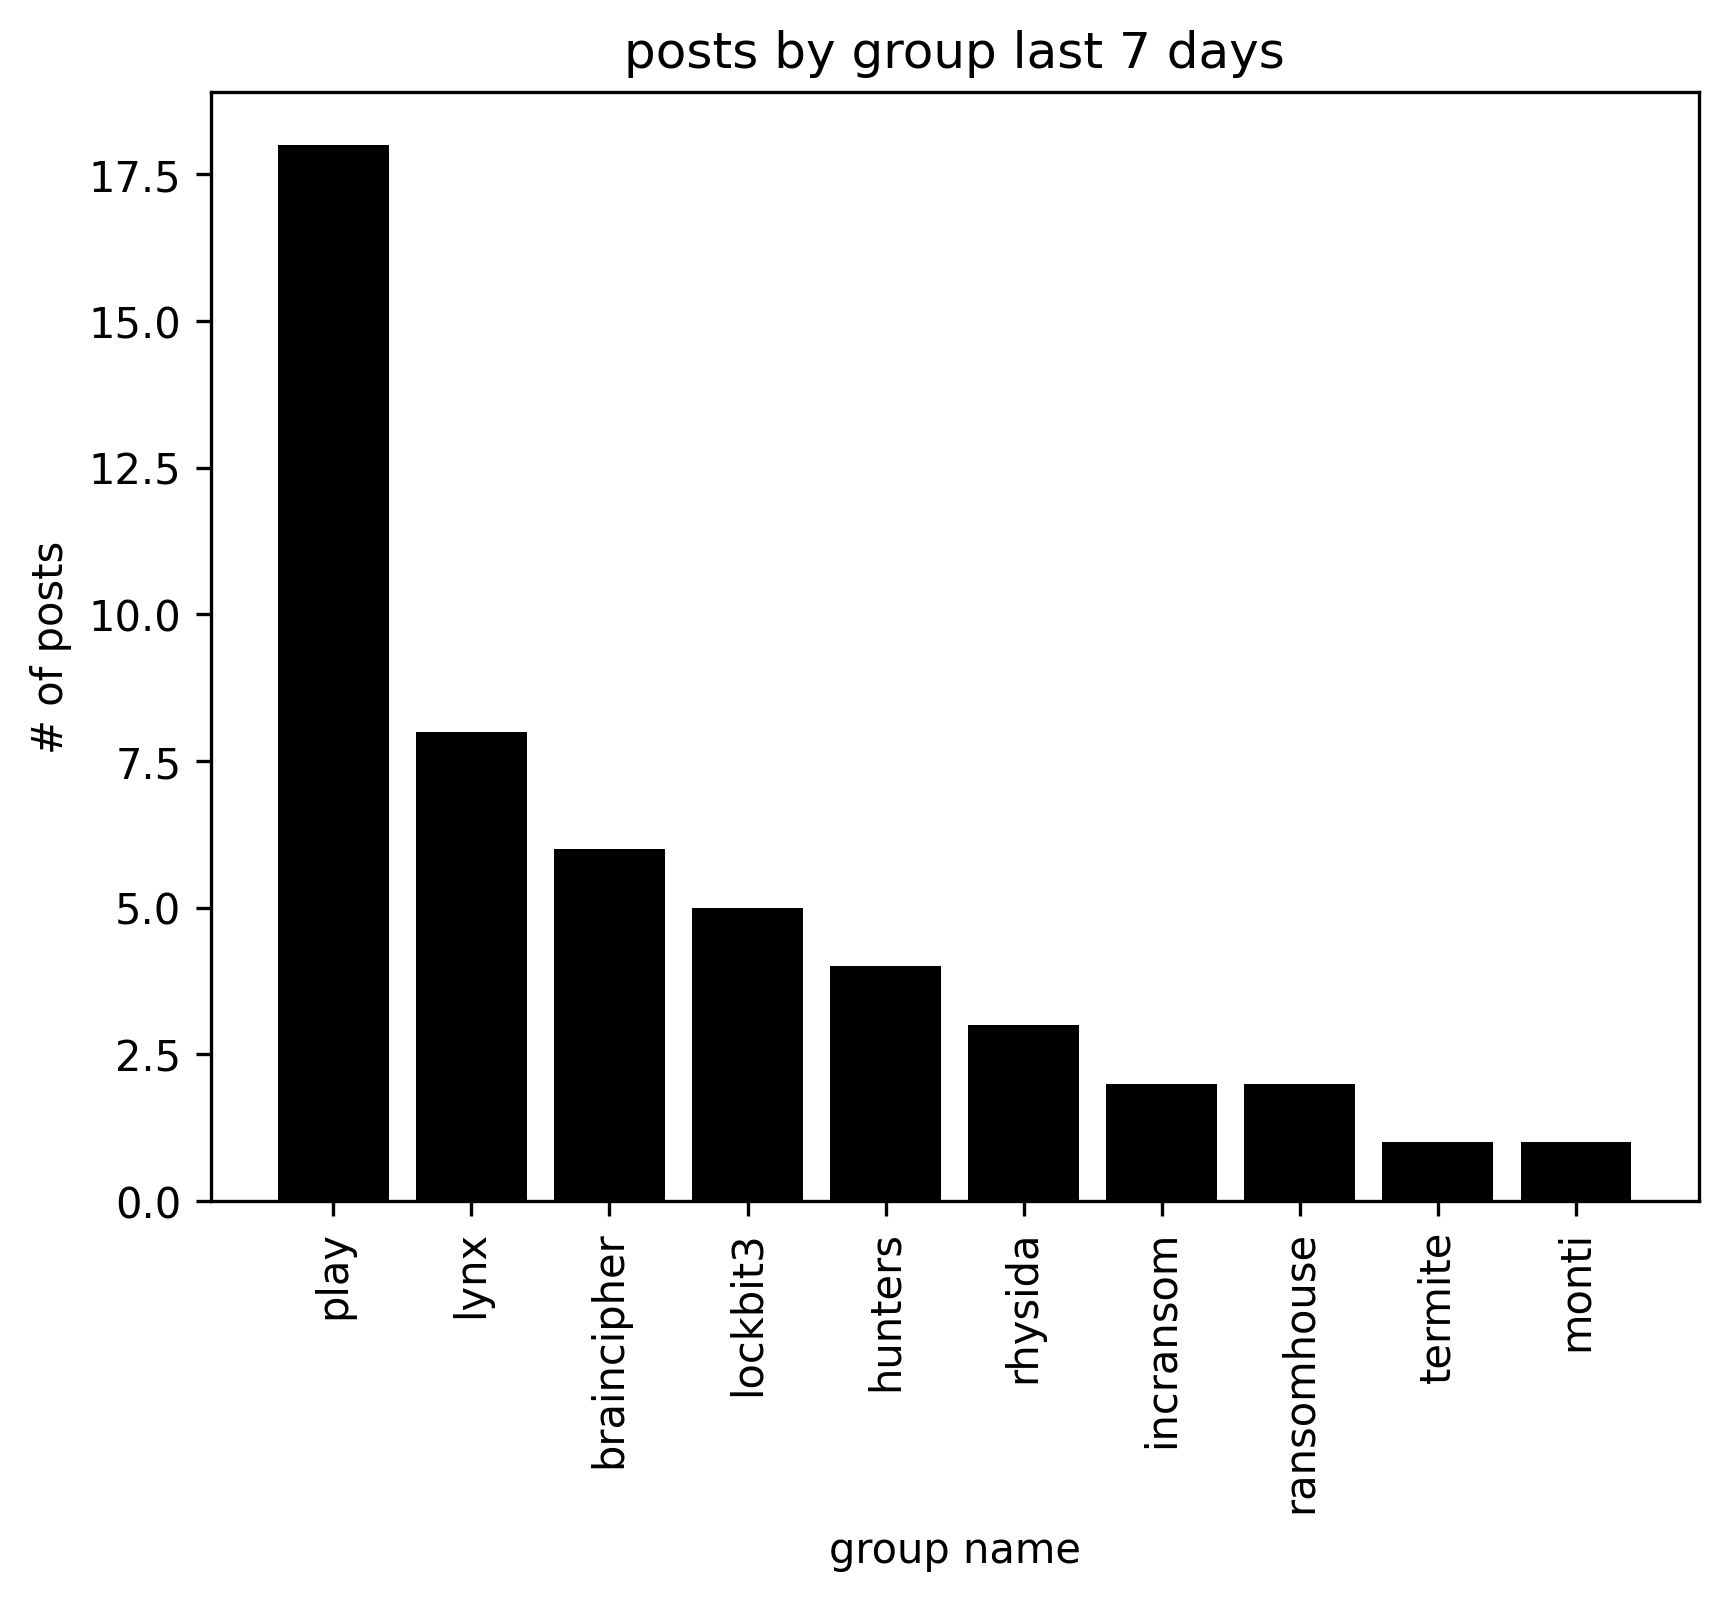 posts by group last 7 days
# of posts
17.5
15.0
12.5
10.0
7.5
5.0
2.5
0.0
play
lynx
braincipher
lockbit3
hunters
rhysida
incransom
ransomhouse
termite
monti
group name